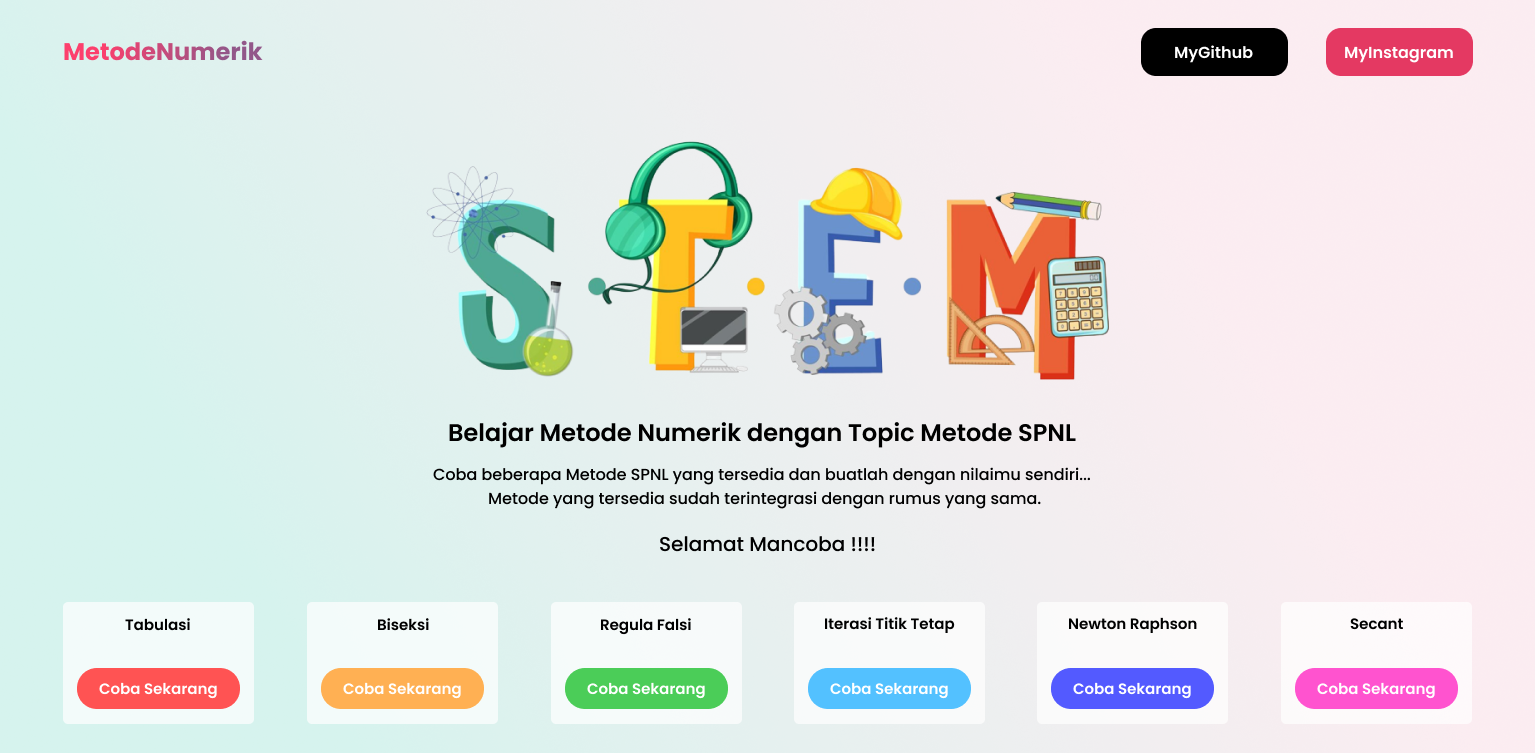 MetodeNumerik
MyGithub
MyInstagram
STEM
Belajar Metode Numerik dengan Topic Metode SPNL
Coba beberapa Metode SPNL yang tersedia dan buatlah dengan nilaimu sendiri...
Metode yang tersedia sudah terintegrasi dengan rumus yang sama.
Selamat Mancoba !!!!
Tabulasi
Coba Sekarang
Biseksi
Coba Sekarang
Regula Falsi
Coba Sekarang
Iterasi Titik Tetap
Coba Sekarang
Newton Raphson
Coba Sekarang
Secant
Coba Sekarang